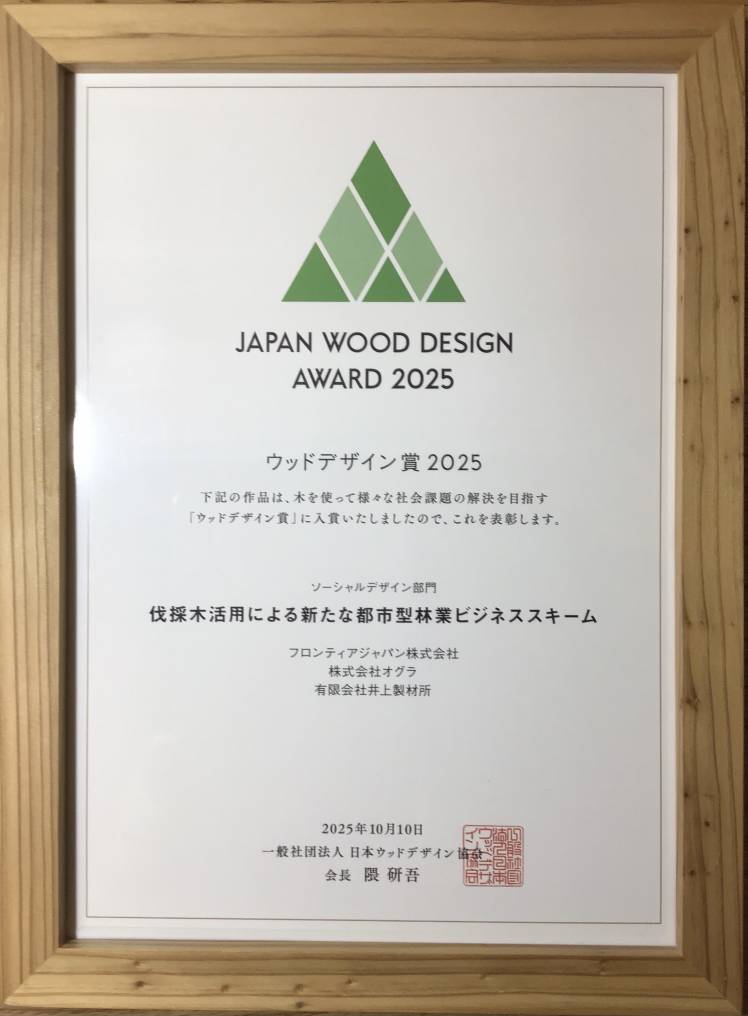 JAPAN WOOD DESIGN
AWARD 2025
ウッドデザイン賞 2025
下記の作品は、木を使って様々な社会課題の解決を目指す
「ウッドデザイン賞」に入賞いたしましたので、これを表彰します。
ソーシャルデザイン部門
伐採木活用による新たな都市型林業ビジネススキーム
フロンティアジャパン株式会社
株式会社オグラ
有限会社井上製材所
2025年10月10日
一般社団法人 日本ウッドデザイン協会
会長 隈 研吾